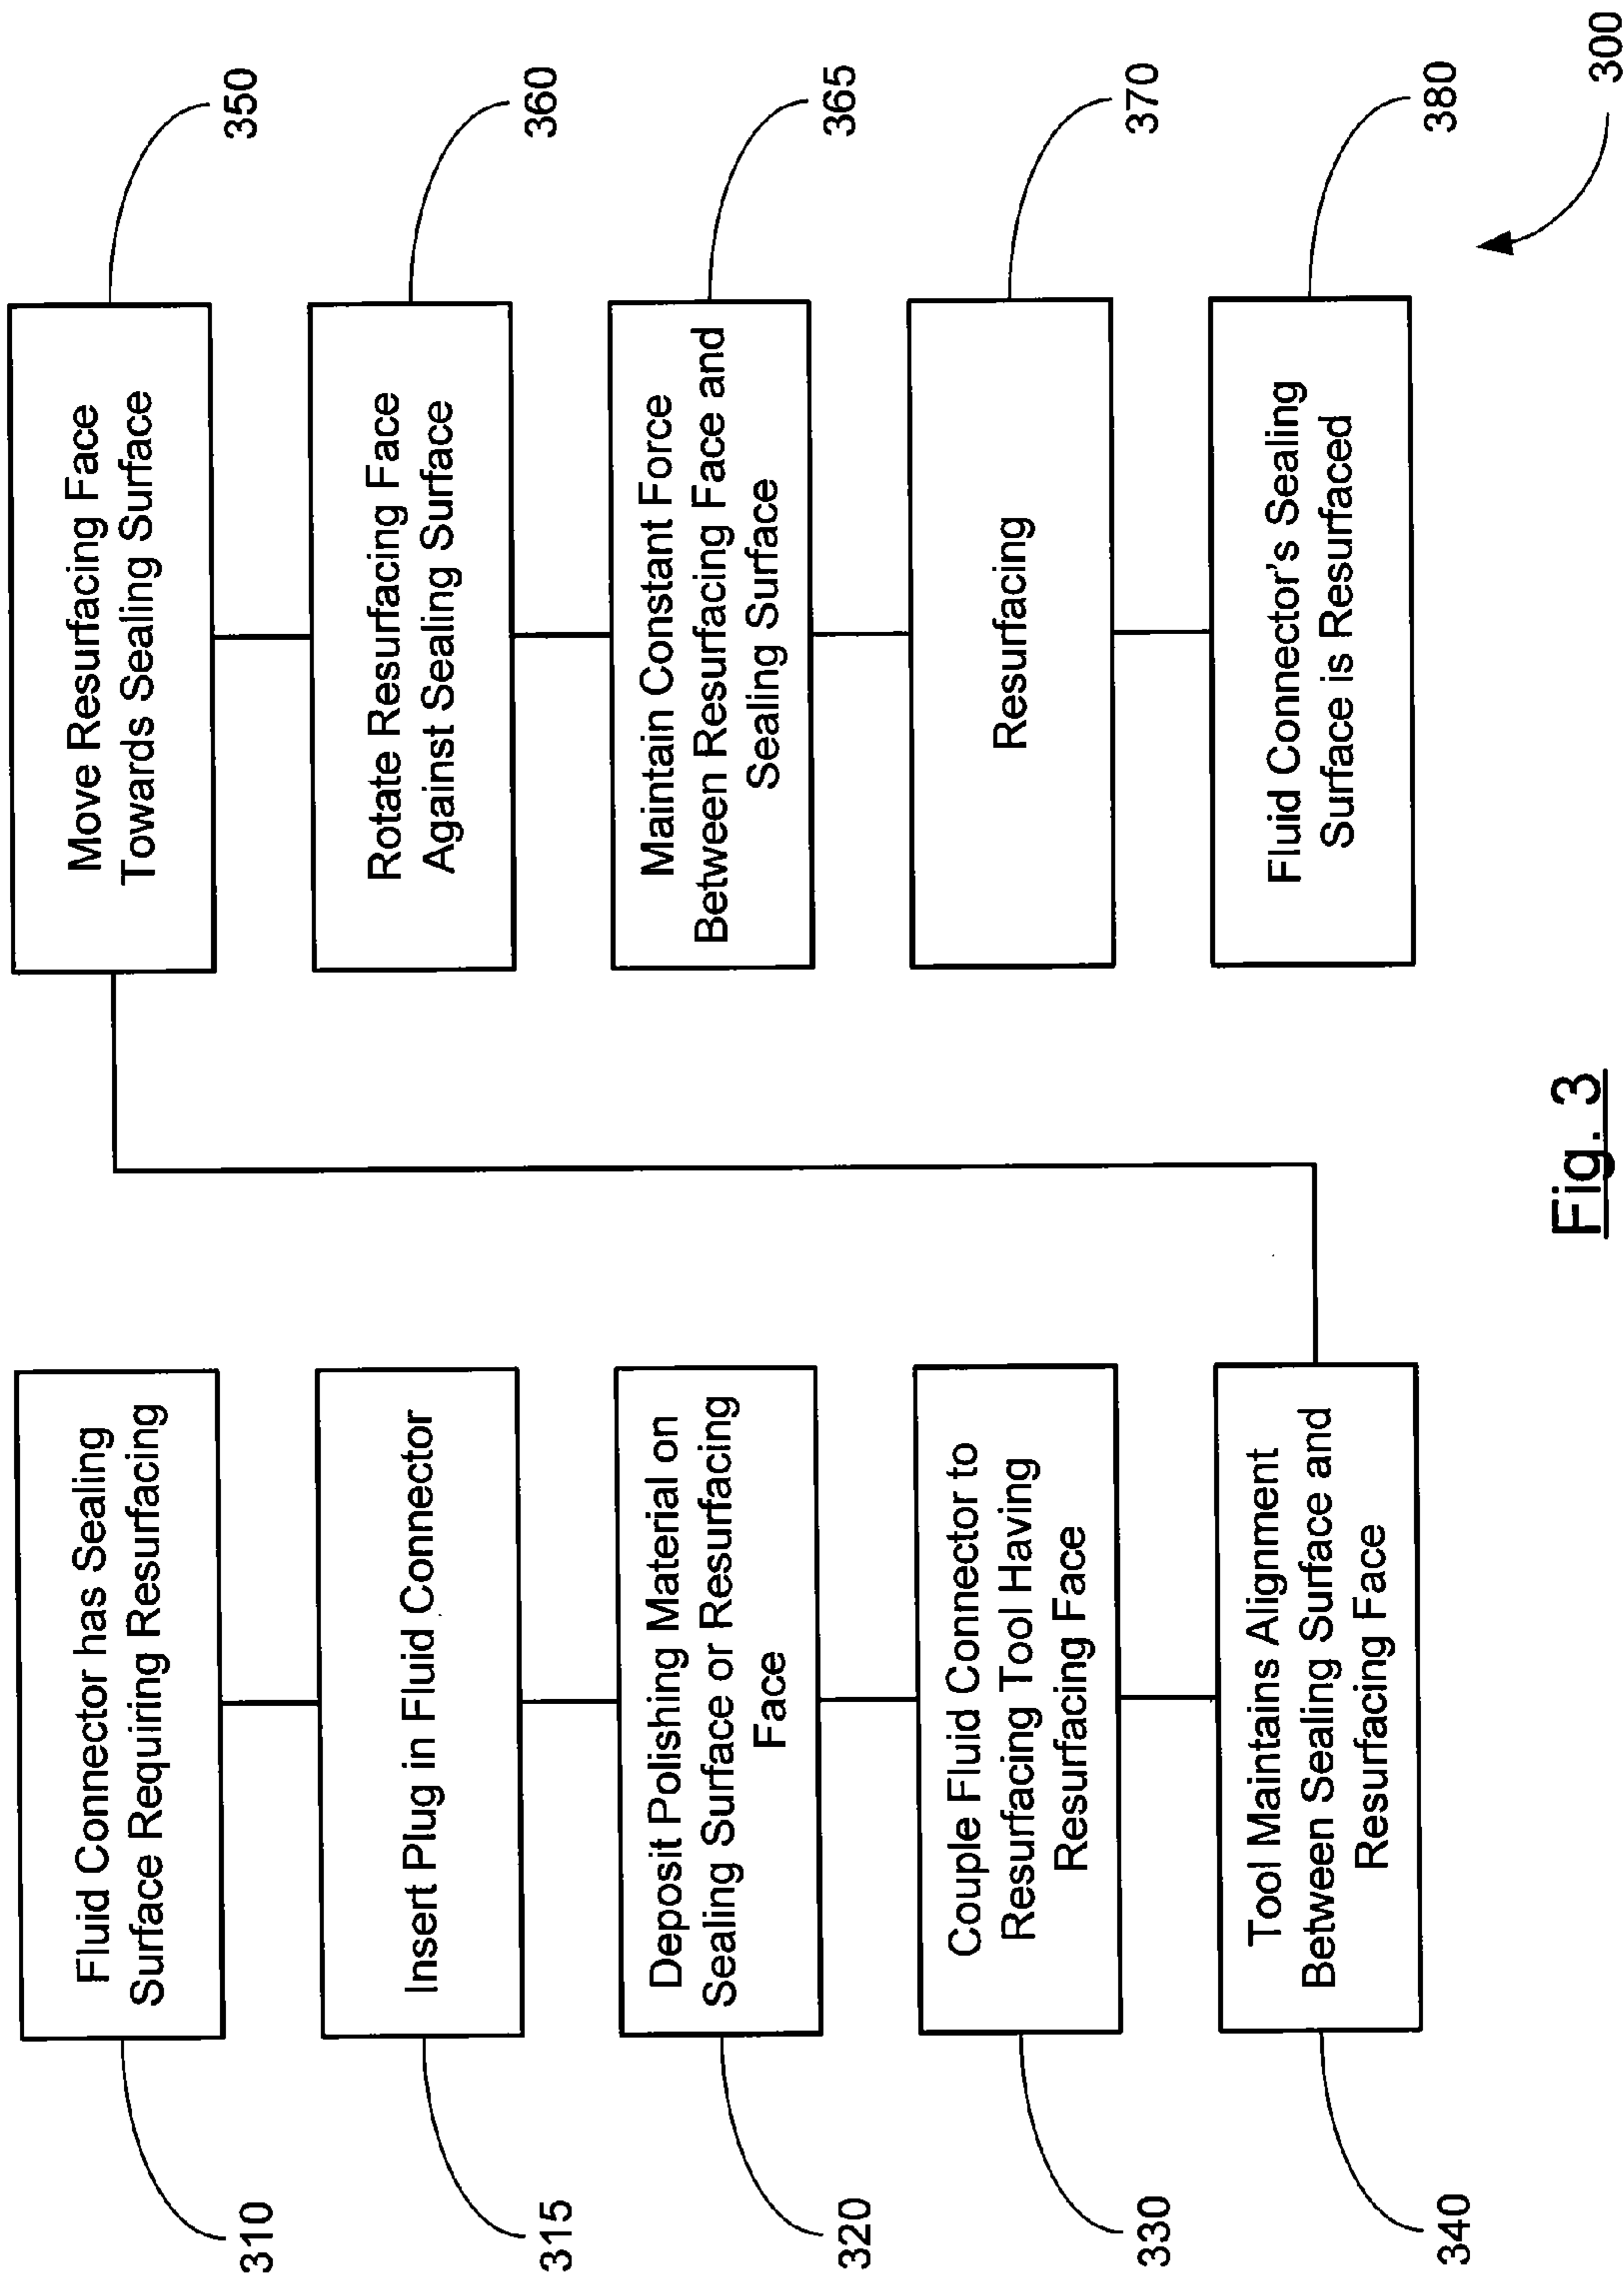 310
Fluid Connector has Sealing
Surface Requiring Resurfacing
315
Insert Plug in Fluid Connector
320
Deposit Polishing Material on
Sealing Surface or Resurfacing
Face
330
Couple Fluid Connector to
Resurfacing Tool Having
Resurfacing Face
340
Tool Maintains Alignment
Between Sealing Surface and
Resurfacing Face
Move Resurfacing Face
Towards Sealing Surface
350
Rotate Resurfacing Face
Against Sealing Surface
360
Maintain Constant Force
Between Resurfacing Face and
Sealing Surface
365
Resurfacing
370
Fluid Connector's Sealing
Surface is Resurfaced
380
300
Fig. 3